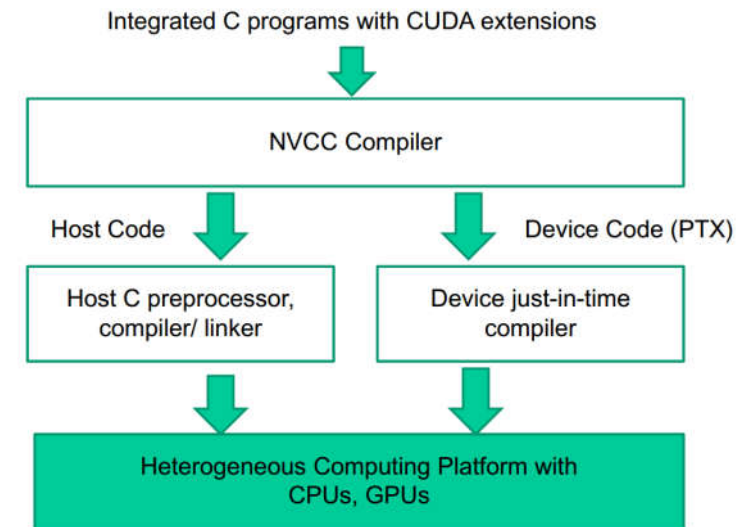 Integrated C programs with CUDA extensions
NVCC Compiler
Host Code
Device Code (PTX)
Host C preprocessor,
compiler/ linker
Device just-in-time
compiler
Heterogeneous Computing Platform with
CPUs, GPUs